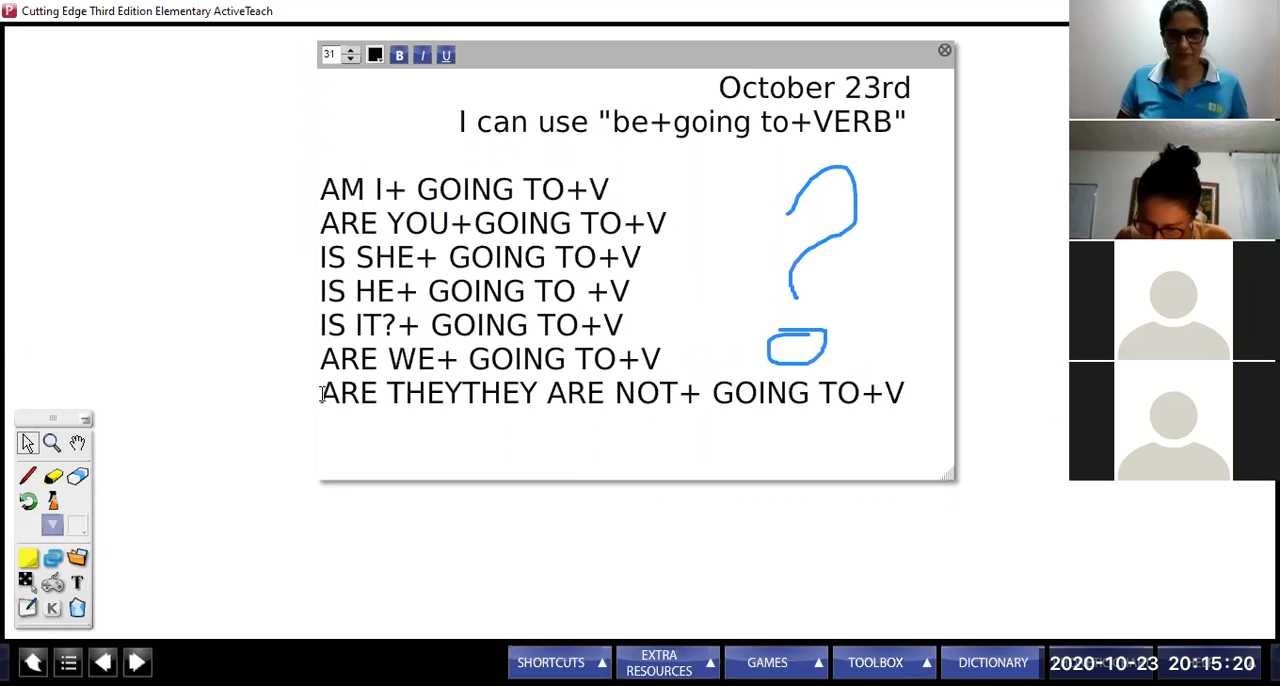 Cutting Edge Third Edition Elementary ActiveTeach
31
B I U
October 23rd
I can use "be+going to+VERB"
AM I+ GOING TO+V
ARE YOU+GOING TO+V
IS SHE+ GOING TO+V
IS HE+ GOING TO +V
IS IT?+ GOING TO+V
ARE WE+ GOING TO+V
ARE THEYTHEY ARE NOT+ GOING TO+V
?
T
K
SHORTCUTS
EXTRA
RESOURCES
GAMES
TOOLBOX
DICTIONARY
2020-10-23 20:15:20